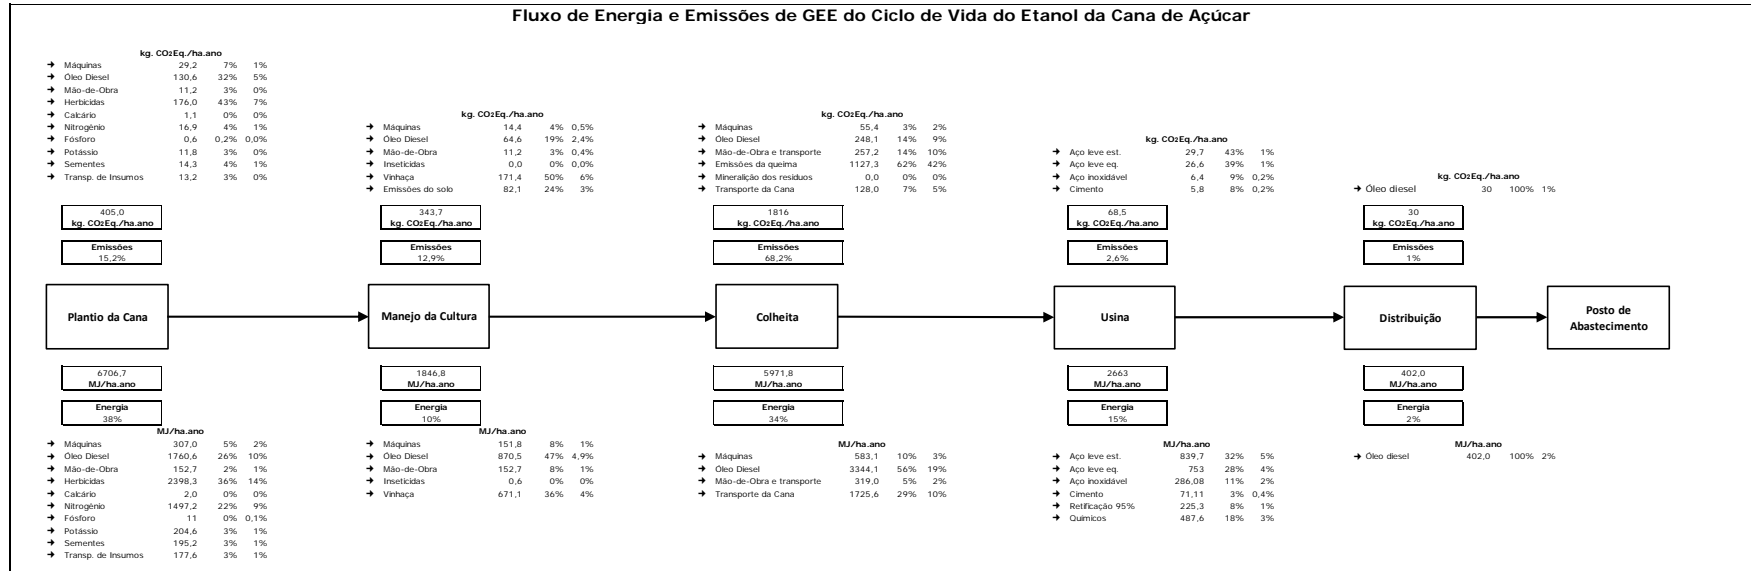 Fluxo de Energia e Emissões de GEE do Ciclo de Vida do Etanol da Cana de Açúcar
kg. CO2Eq./ha.ano
➔ Máquinas 29,2 7% 1%
➔ Óleo Diesel 130,6 32% 5%
➔ Mão-de-Obra 11,2 3% 0%
➔ Herbicidas 176,0 43% 7%
➔ Calcário 1,1 0% 0%
➔ Nitrogênio 16,9 4% 1%
➔ Fósforo 0,6 0,2% 0,0%
➔ Potássio 11,8 3% 0%
➔ Sementes 14,3 4% 1%
➔ Transp. de Insumos 13,2 3% 0%
405,0
kg. CO2Eq./ha.ano
Emissões
15,2%
kg. CO2Eq./ha.ano
➔ Máquinas 14,4 4% 0,5%
➔ Óleo Diesel 64,6 19% 2,4%
➔ Mão-de-Obra 11,2 3% 0,4%
➔ Inseticidas 0,0 0% 0,0%
➔ Vinhaça 171,4 50% 6%
➔ Emissões do solo 82,1 24% 3%
343,7
kg. CO2Eq./ha.ano
Emissões
12,9%
kg. CO2Eq./ha.ano
➔ Máquinas 55,4 3% 2%
➔ Óleo Diesel 248,1 14% 9%
➔ Mão-de-Obra e transporte 257,2 14% 10%
➔ Emissões da queima 1127,3 62% 42%
➔ Mineralição dos residuos 0,0 0% 0%
➔ Transporte da Cana 128,0 7% 5%
1816
kg. CO2Eq./ha.ano
Emissões
68,2%
kg. CO2Eq./ha.ano
➔ Aço leve est. 29,7 43% 1%
➔ Aço leve eq. 26,6 39% 1%
➔ Aço inoxidável 6,4 9% 0,2%
➔ Cimento 5,8 8% 0,2%
68,5
kg. CO2Eq./ha.ano
Emissões
2,6%
kg. CO2Eq./ha.ano
➔ Óleo diesel 30 100% 1%
30
kg. CO2Eq./ha.ano
Emissões
1%
Plantio da Cana
Manejo da Cultura
Colheita
Usina
Distribuição
Posto de
Abastecimento
6706,7
MJ/ha.ano
Energia
38%
MJ/ha.ano
➔ Máquinas 307,0 5% 2%
➔ Óleo Diesel 1760,6 26% 10%
➔ Mão-de-Obra 152,7 2% 1%
➔ Herbicidas 2398,3 36% 14%
➔ Calcário 2,0 0% 0%
➔ Nitrogênio 1497,2 22% 9%
➔ Fósforo 11 0% 0,1%
➔ Potássio 204,6 3% 1%
➔ Sementes 195,2 3% 1%
➔ Transp. de Insumos 177,6 3% 1%
1846,8
MJ/ha.ano
Energia
10%
MJ/ha.ano
➔ Máquinas 151,8 8% 1%
➔ Óleo Diesel 870,5 47% 4,9%
➔ Mão-de-Obra 152,7 8% 1%
➔ Inseticidas 0,6 0% 0%
➔ Vinhaça 671,1 36% 4%
5971,8
MJ/ha.ano
Energia
34%
MJ/ha.ano
➔ Máquinas 583,1 10% 3%
➔ Óleo Diesel 3344,1 56% 19%
➔ Mão-de-Obra e transporte 319,0 5% 2%
➔ Transporte da Cana 1725,6 29% 10%
2663
MJ/ha.ano
Energia
15%
MJ/ha.ano
➔ Aço leve est. 839,7 32% 5%
➔ Aço leve eq. 753 28% 4%
➔ Aço inoxidável 286,08 11% 2%
➔ Cimento 71,11 3% 0,4%
➔ Retificação 95% 225,3 8% 1%
➔ Quimicos 487,6 18% 3%
402,0
MJ/ha.ano
Energia
2%
MJ/ha.ano
➔ Óleo diesel 402,0 100% 2%